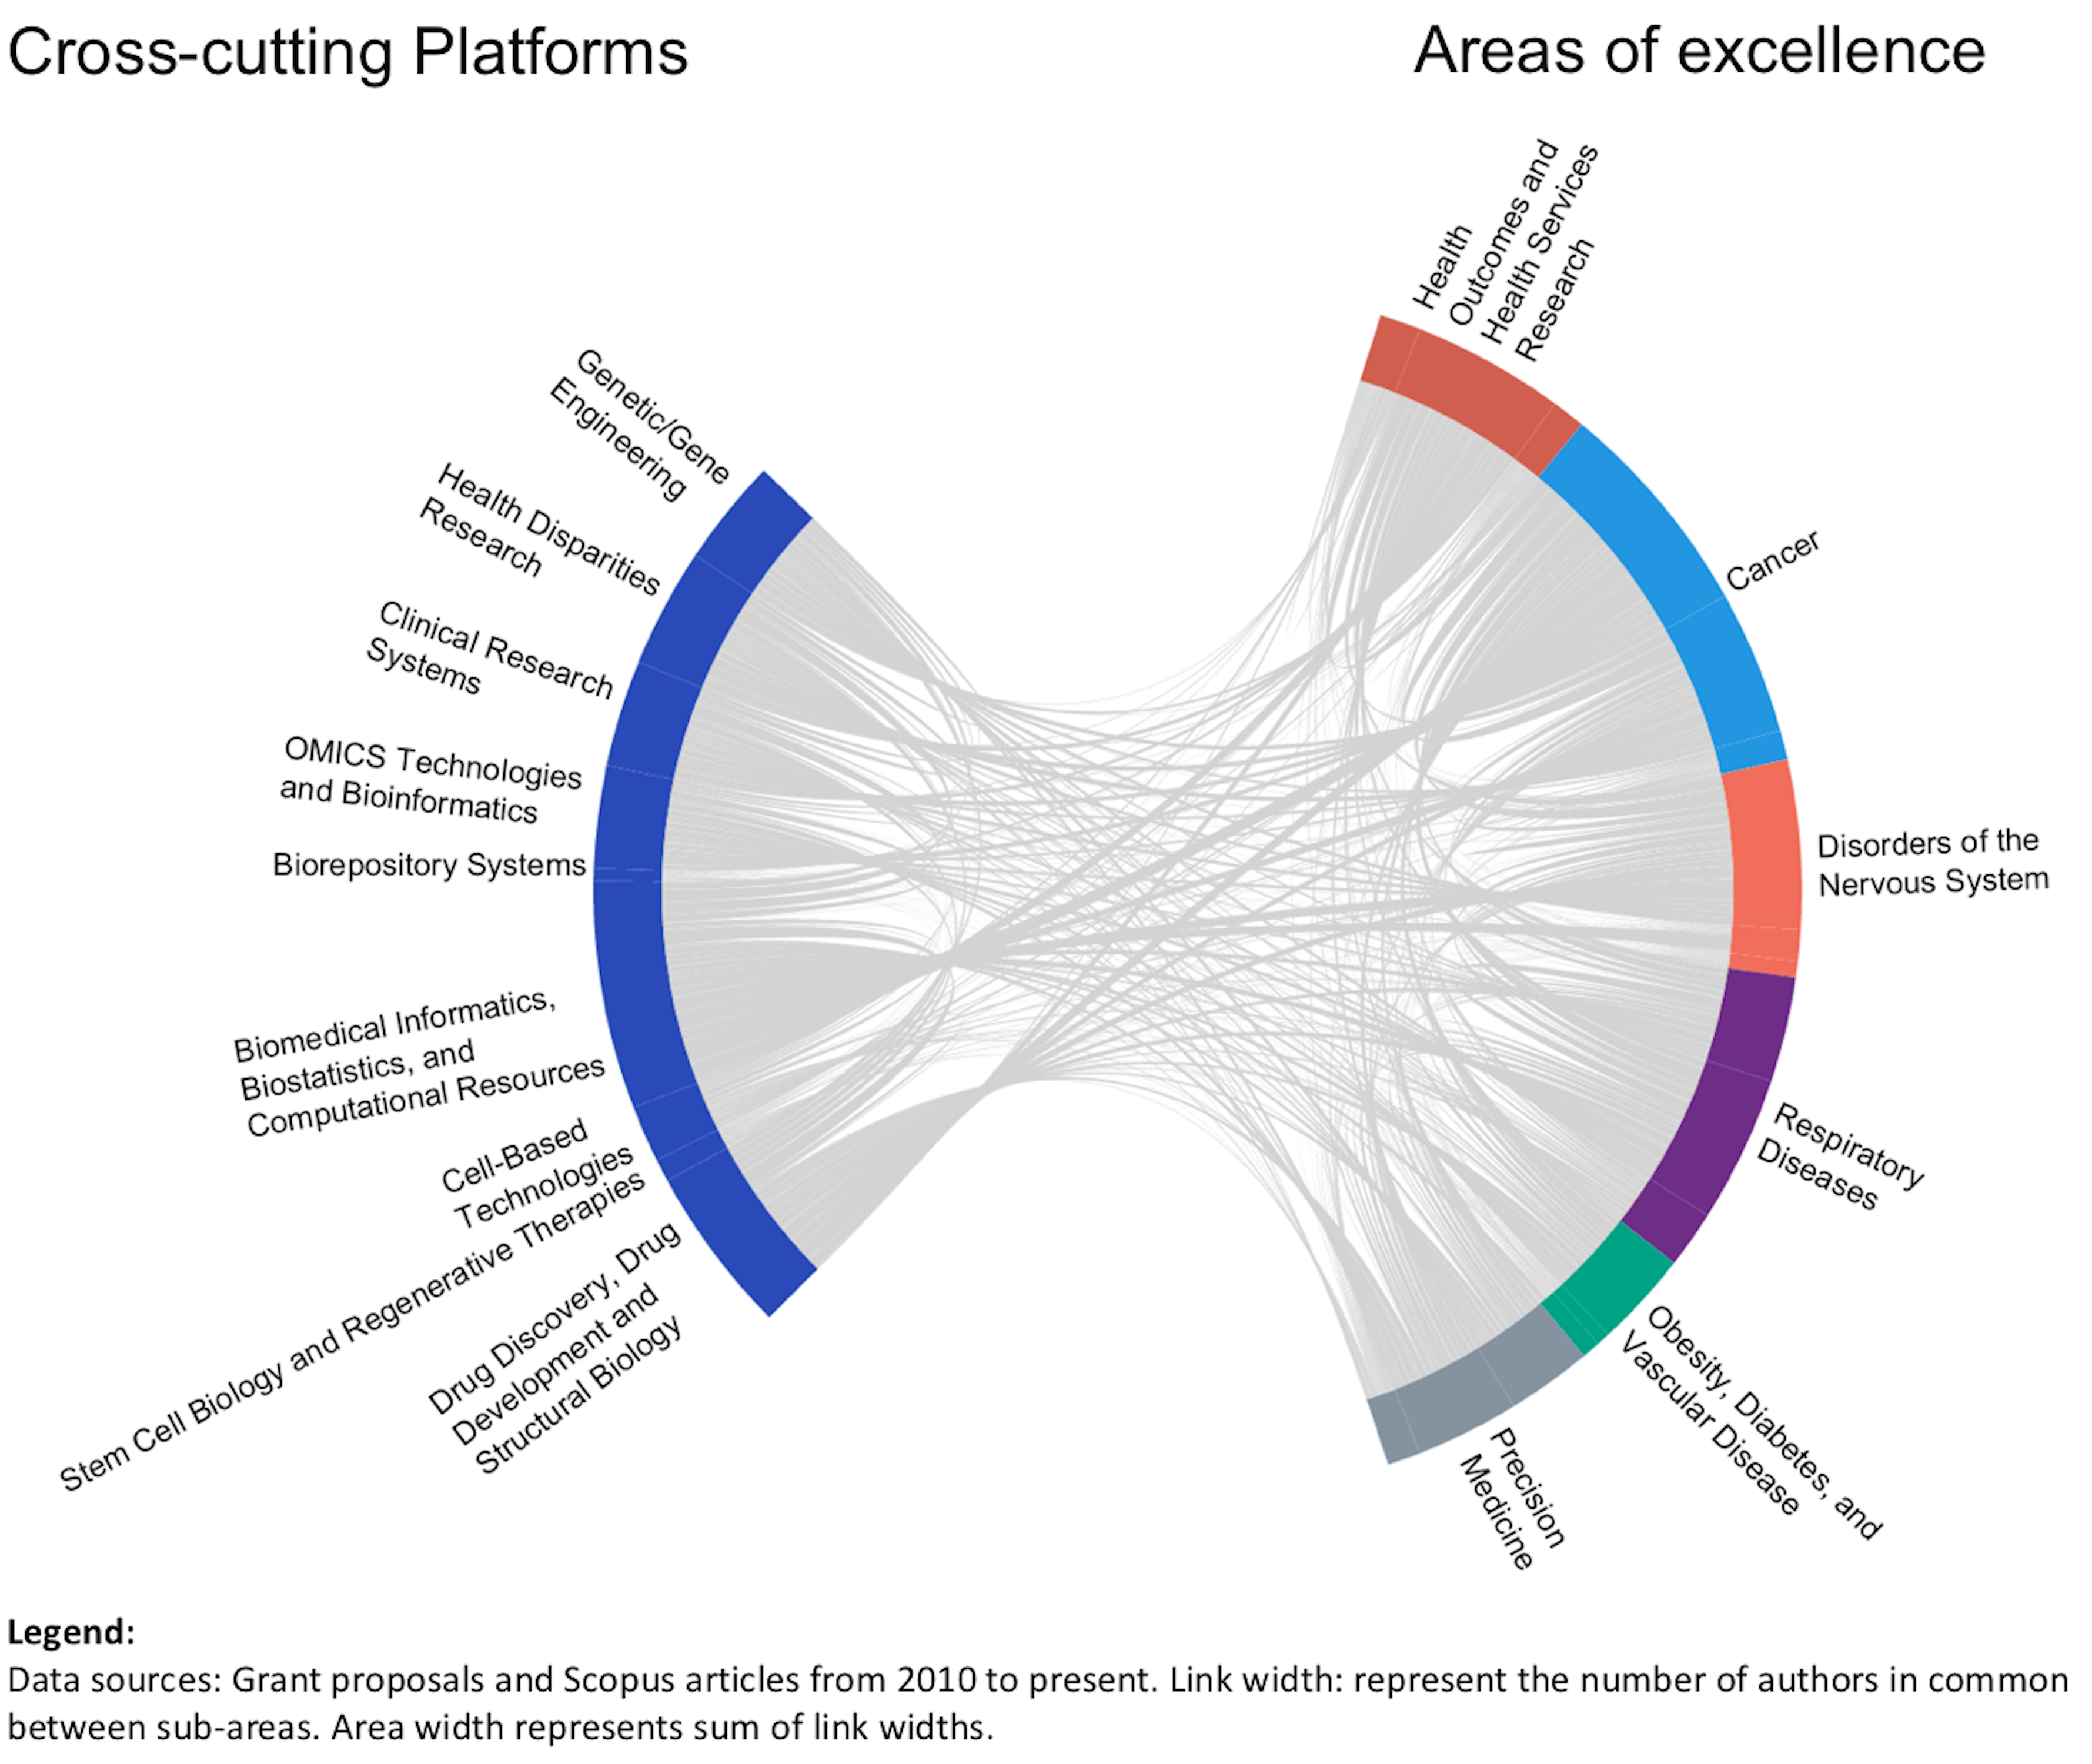 Cross-cutting Platforms
Areas of excellence
Genetic/Gene
Engineering
Health Disparities
Research
Clinical Research
Systems
OMICS Technologies
and Bioinformatics
Biorepository Systems
Biomedical Informatics,
Biostatistics, and
Computational Resources
Cell-Based
Technologies
Stem Cell Biology and Regenerative Therapies
Drug Discovery, Drug
Development and
Structural Biology
Health
Outcomes and
Health Services
Research
Cancer
Disorders of the
Nervous System
Respiratory
Diseases
Obesity, Diabetes, and
Vascular Disease
Precision
Medicine
Legend:
Data sources: Grant proposals and Scopus articles from 2010 to present. Link width: represent the number of authors in common
between sub-areas. Area width represents sum of link widths.